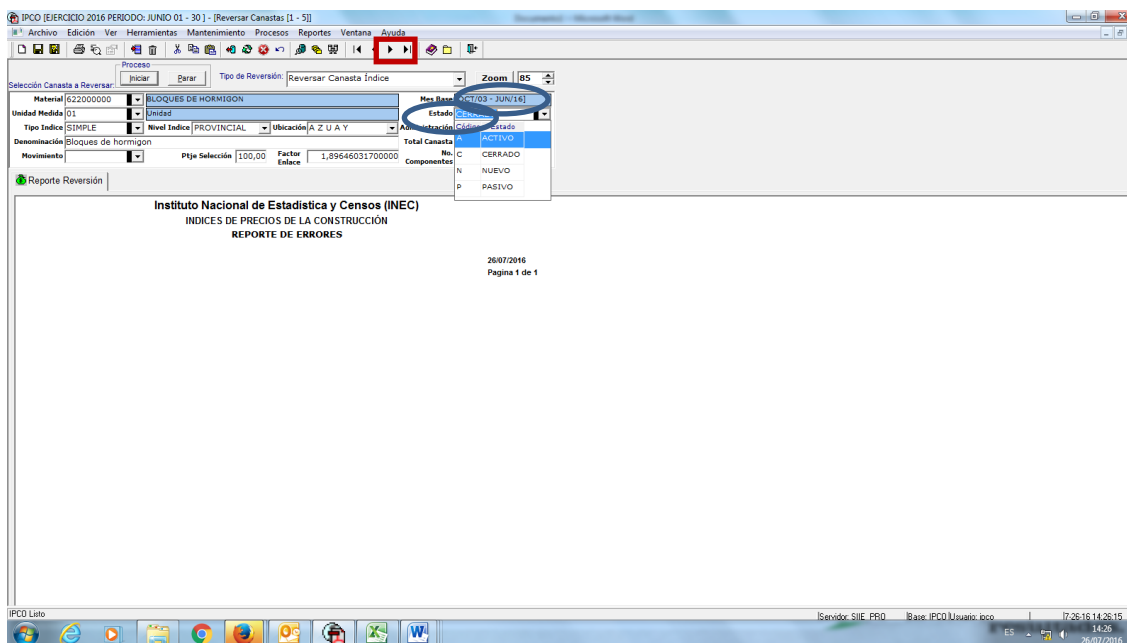 IPCO [EJERCICIO 2016 PERIODO: JUNIO 01 - 30 ] - [Reversar Canastas [1 - 5]]
Archivo Edición Ver Herramientas Mantenimiento Procesos Reportes Ventana Ayuda
Proceso
Selección Canasta a Reversar: Iniciar Parar Tipo de Reversión: Reversar Canasta Índice Zoom 85
Material 622000000 BLOQUES DE HORMIGON Mes Base OCT/03 - JUN/16]
Unidad Medida 01 Unidad Estado
Tipo Indice SIMPLE Nivel Indice PROVINCIAL Ubicación A Z U A Y Administración Código Estado
Denominación Bloques de hormigon Total Canasta A ACTIVO
Movimiento Ptje Selección 100,00 Factor Enlace 1,89646031700000 No. Componentes C CERRADO
N NUEVO
P PASIVO
Reporte Reversión
Instituto Nacional de Estadística y Censos (INEC)
INDICES DE PRECIOS DE LA CONSTRUCCIÓN
REPORTE DE ERRORES
26/07/2016
Pagina 1 de 1
IPCO Listo Servidor: SIIE_PRO Base: IPCO Usuario: ipco 7-26-16 14:26:15
ES 14:26
26/07/2016